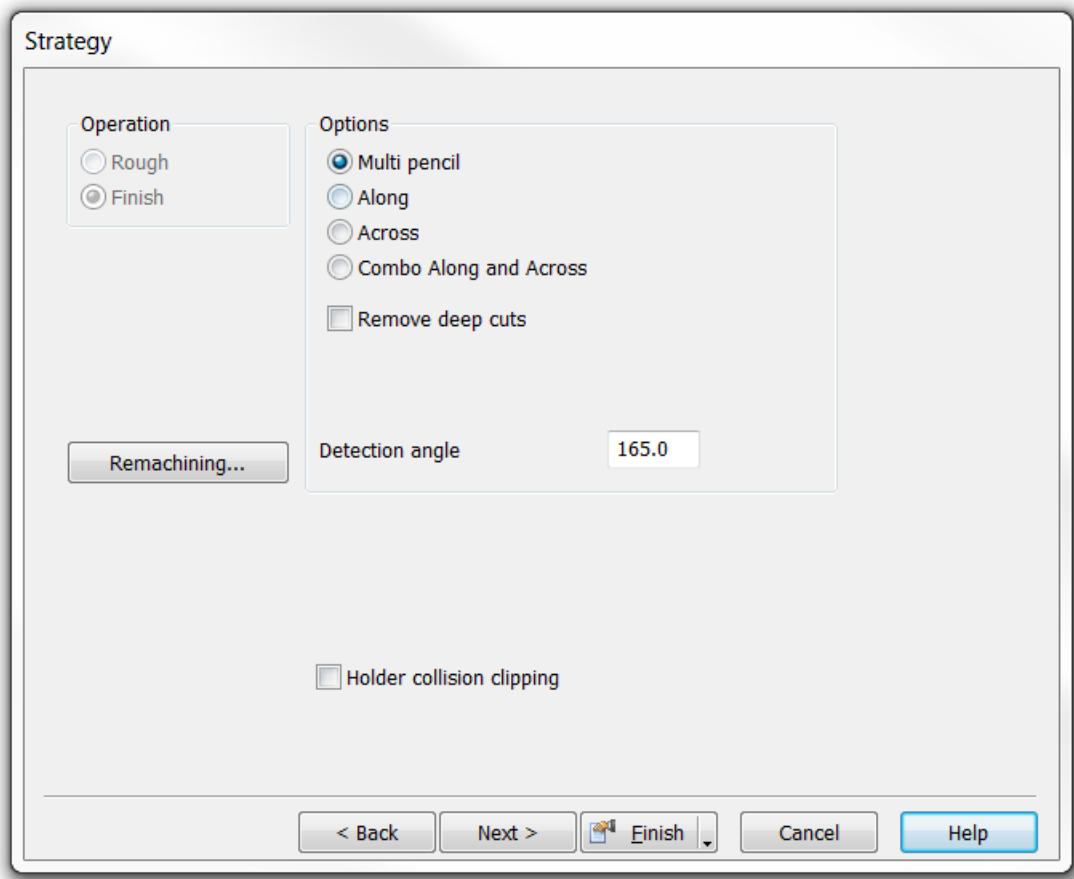 Strategy
Operation
Rough
Finish
Options
Multi pencil
Along
Across
Combo Along and Across
Remove deep cuts
Detection angle 165.0
Remachining...
Holder collision clipping
< Back Next > Finish Cancel Help